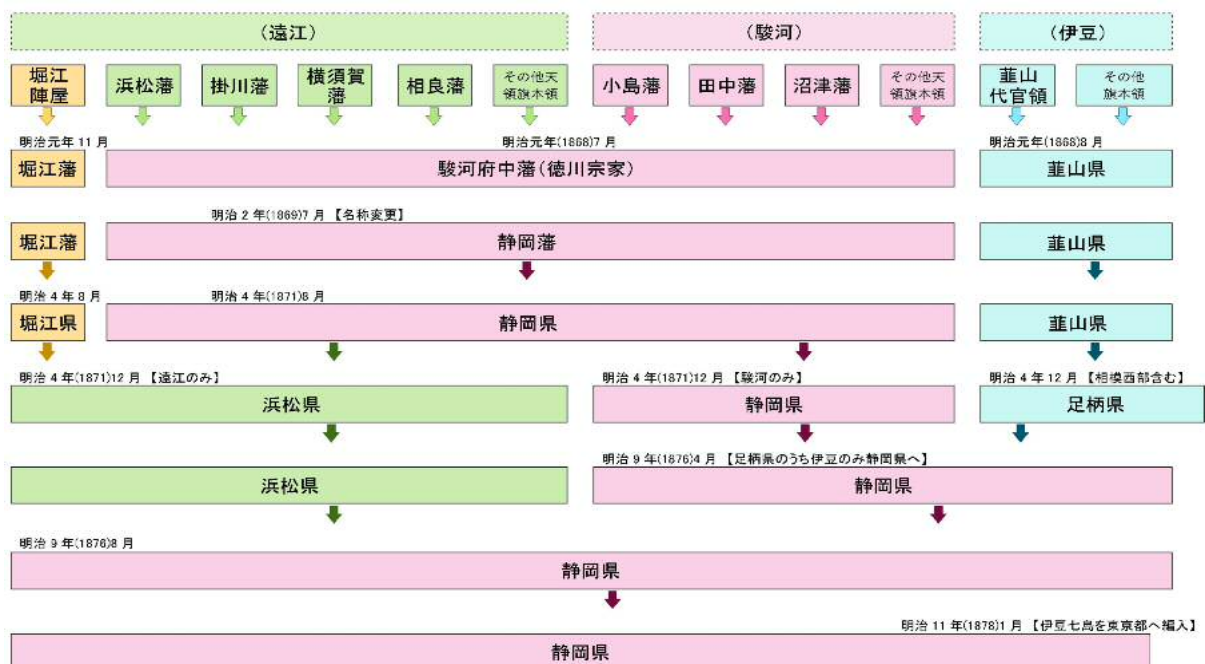 (遠江)
(駿河)
(伊豆)
堀江
陣屋
浜松藩
掛川藩
横須賀
藩
相良藩
その他天
領旗本領
小島藩
田中藩
沼津藩
その他天
領旗本領
韮山
代官領
その他
旗本領
明治元年11月
明治元年(1868)7月
明治元年(1868)8月
堀江藩
駿河府中藩(徳川宗家)
韮山県
明治2年(1869)7月【名称変更】
堀江藩
静岡藩
韮山県
明治4年8月
明治4年(1871)8月
堀江県
静岡県
韮山県
明治4年(1871)12月【遠江のみ】
明治4年(1871)12月【駿河のみ】
明治4年12月【相模西部含む】
浜松県
静岡県
足柄県
明治9年(1876)4月【足柄県のうち伊豆のみ静岡県へ】
浜松県
静岡県
明治9年(1876)8月
静岡県
明治11年(1878)1月【伊豆七島を東京都へ編入】
静岡県